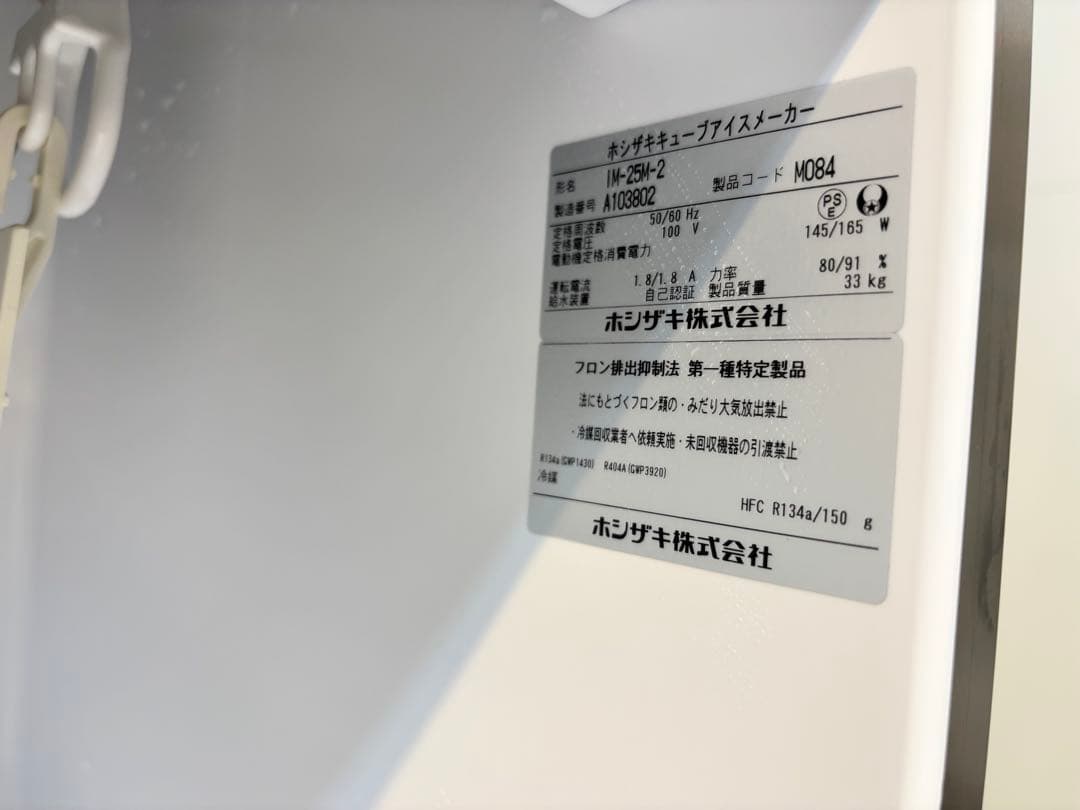 ホシザキキューブアイスメーカー
形名 IM-25M-2
製造番号 A103802 製品コード M084
定格周波数 50/60 Hz
PS E
定格電圧 100 V
電動機定格消費電力 145/165 W
運転電流 1.8/1.8 A 力率 80/91 %
給水装置 自己認証 製品質量 33 kg
ホシザキ株式会社
フロン排出抑制法 第一種特定製品
法にもとづくフロン類の・みだり大気放出禁止
・冷媒回収業者へ依頼実施・未回収機器の引渡禁止
R134a(GWP1430) R404A(GWP3920)
冷媒 HFC R134a/150 g
ホシザキ株式会社